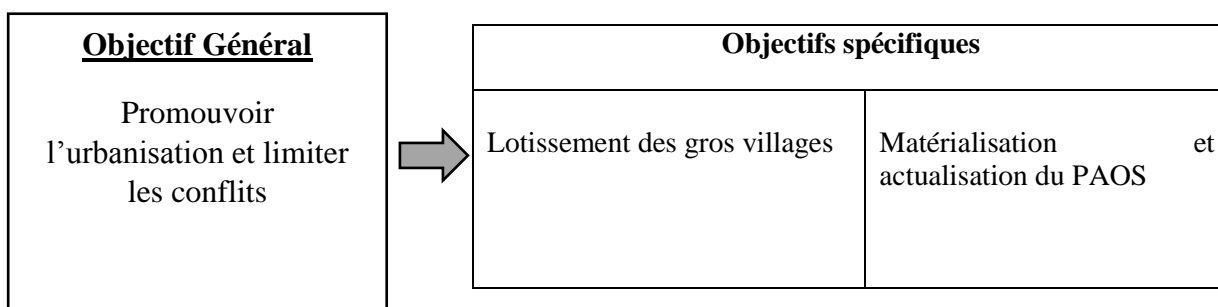 Objectif Général
Promouvoir
l’urbanisation et limiter
les conflits
Objectifs spécifiques
Lotissement des gros villages
Matérialisation et
actualisation du PAOS